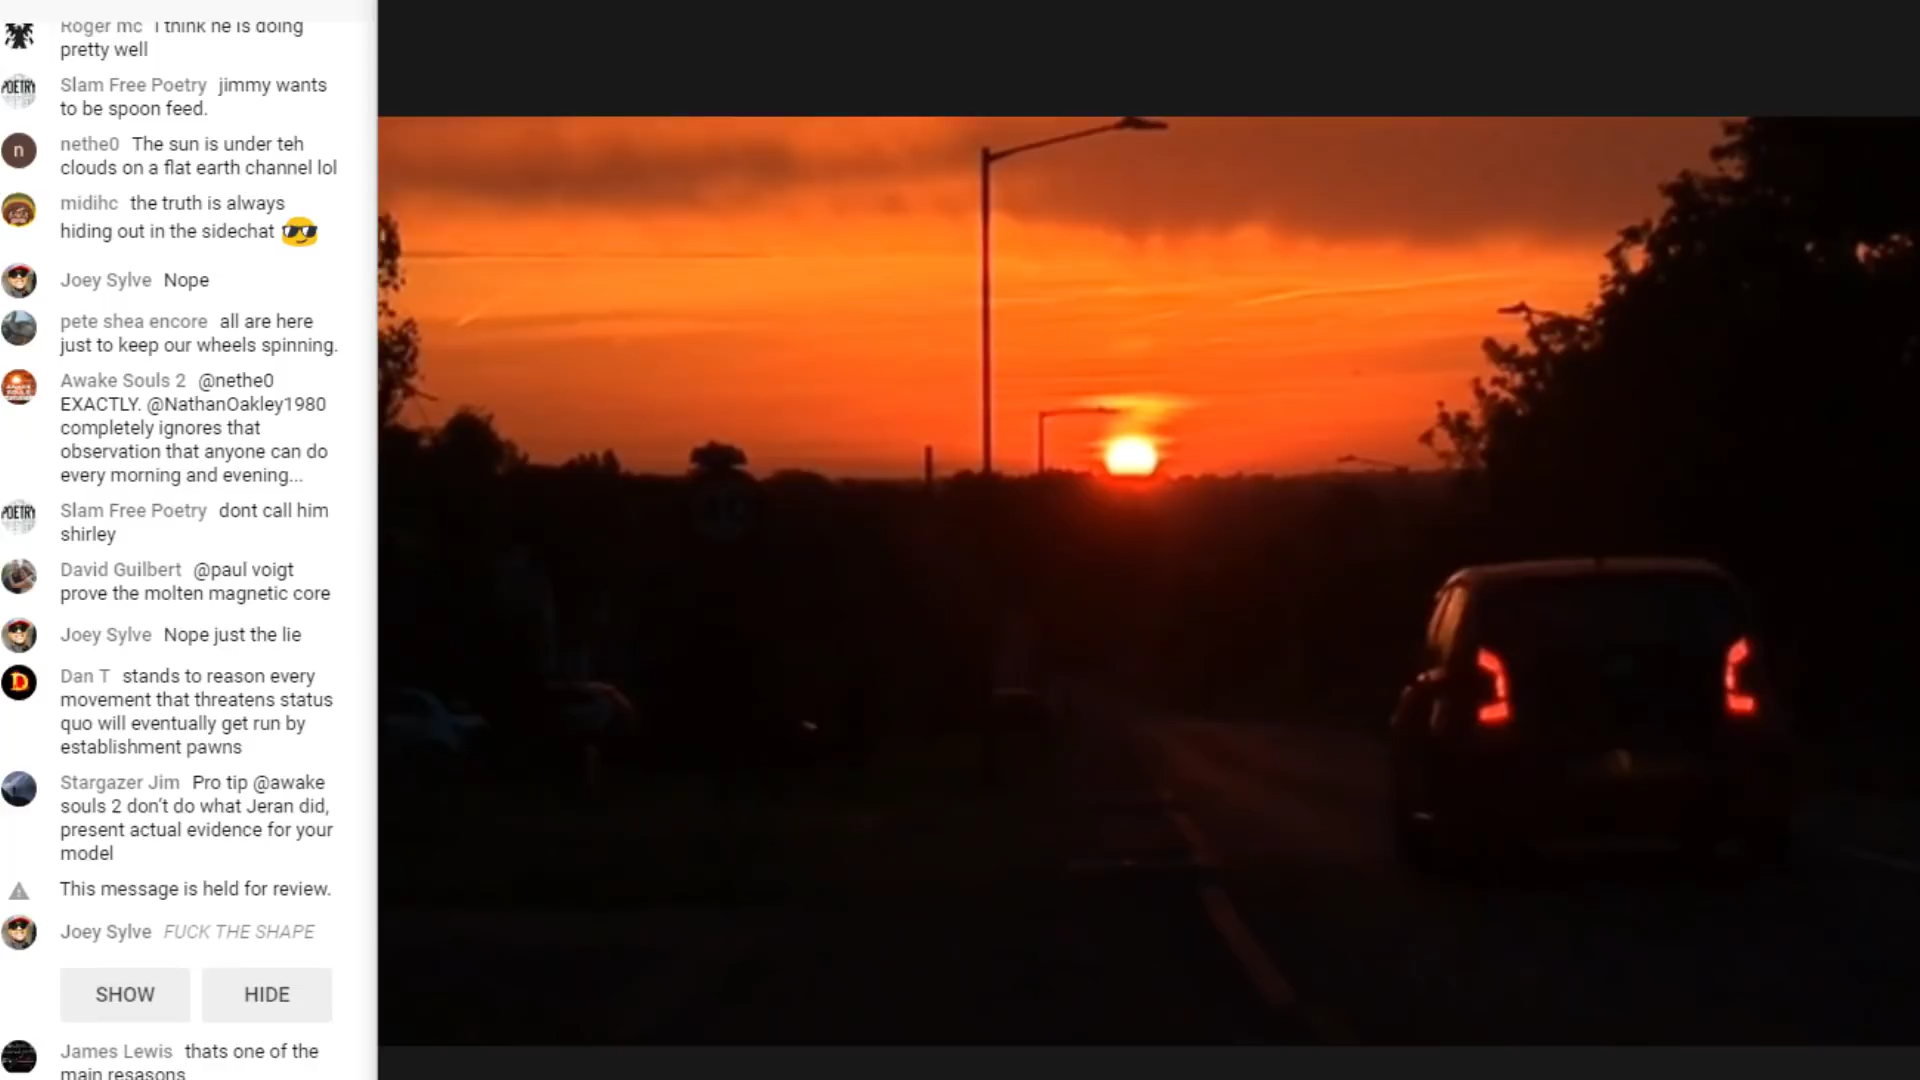 Roger mc I think he is doing
pretty well
POETRY
Slam Free Poetry jimmy wants
to be spoon feed.
n
nethe0 The sun is under teh
clouds on a flat earth channel lol
midihc the truth is always
hiding out in the sidechat
Joey Sylve Nope
pete shea encore all are here
just to keep our wheels spinning.
Awake Souls 2 @nethe0
EXACTLY. @NathanOakley1980
completely ignores that
observation that anyone can do
every morning and evening...
POETRY
Slam Free Poetry dont call him
shirley
David Guilbert @paul voigt
prove the molten magnetic core
Joey Sylve Nope just the lie
D
Dan T stands to reason every
movement that threatens status
quo will eventually get run by
establishment pawns
Stargazer Jim Pro tip @awake
souls 2 don't do what Jeran did,
present actual evidence for your
model
This message is held for review.
Joey Sylve FUCK THE SHAPE
SHOW HIDE
James Lewis thats one of the
main resasons